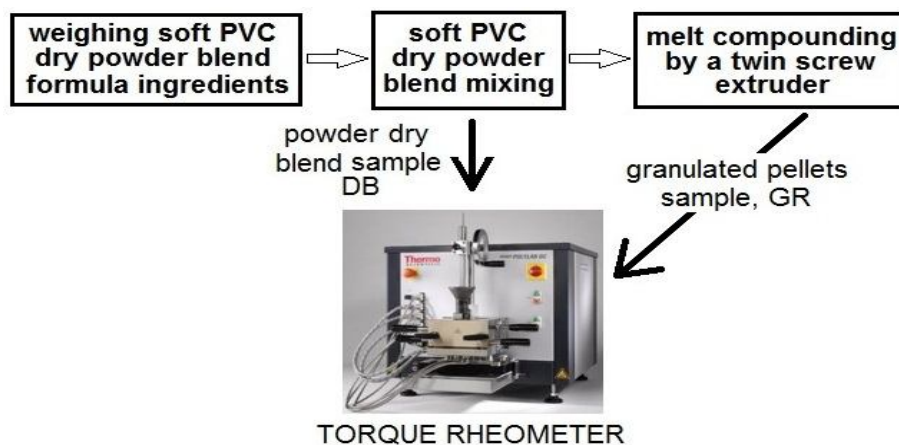 weighing soft PVC
dry powder blend
formula ingredients
soft PVC
dry powder
blend mixing
melt compounding
by a twin screw
extruder
powder dry
blend sample
DB
granulated pellets
sample, GR
Thermo
SCIENTIFIC
TORQUE RHEOMETER